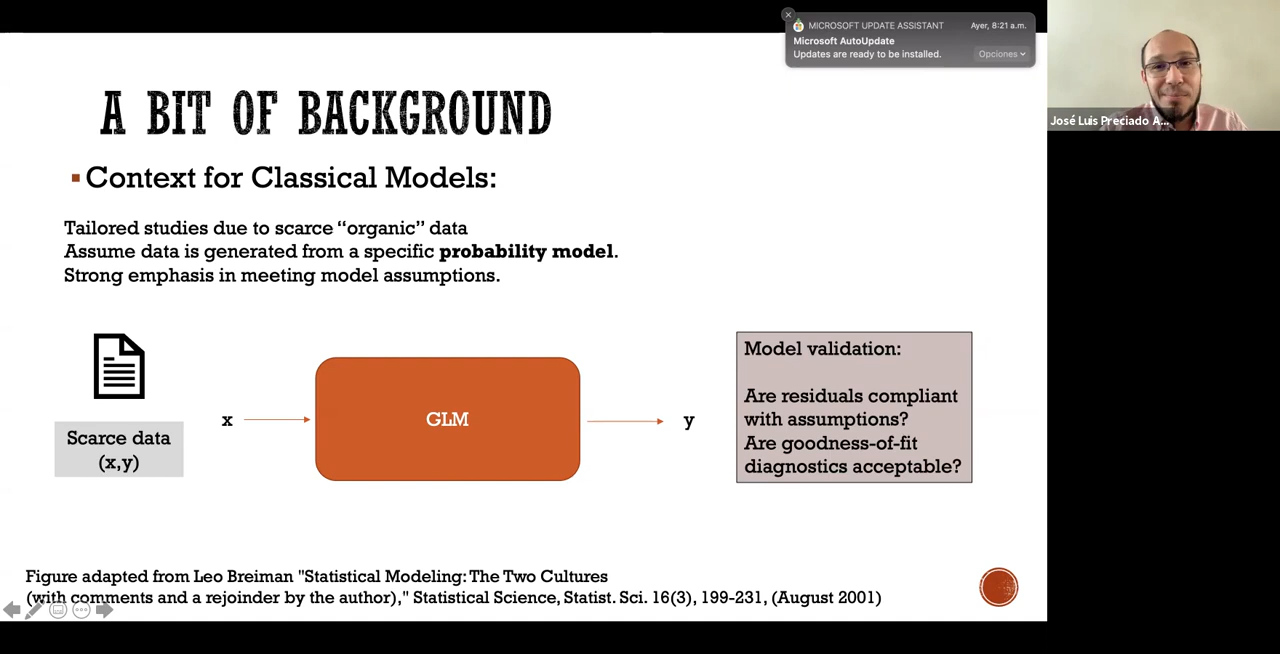 MICROSOFT UPDATE ASSISTANT
Ayer, 8:21 a.m.
Microsoft AutoUpdate
Updates are ready to be installed.
Opciones
José Luis Preciado A...
A BIT OF BACKGROUND
▪ Context for Classical Models:
Tailored studies due to scarce “organic” data
Assume data is generated from a specific probability model.
Strong emphasis in meeting model assumptions.
Scarce data
(x,y)
x
GLM
y
Model validation:
Are residuals compliant
with assumptions?
Are goodness-of-fit
diagnostics acceptable?
Figure adapted from Leo Breiman "Statistical Modeling: The Two Cultures
(with comments and a rejoinder by the author)," Statistical Science, Statist. Sci. 16(3), 199-231, (August 2001)